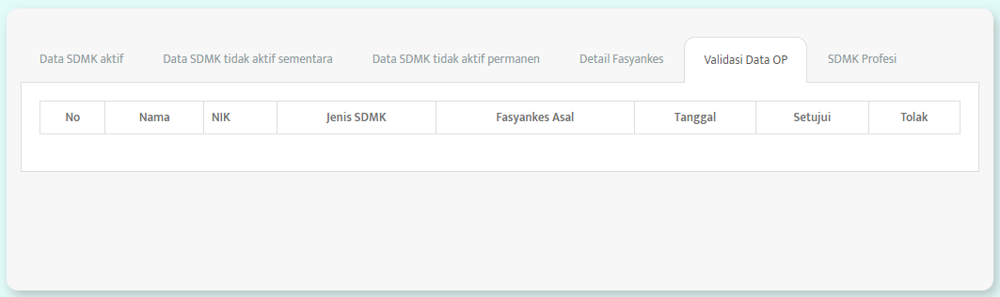 Data SDMK aktif Data SDMK tidak aktif sementara Data SDMK tidak aktif permanen Detail Fasyankes Validasi Data OP SDMK Profesi
No Nama NIK Jenis SDMK Fasyankes Asal Tanggal Setujui Tolak